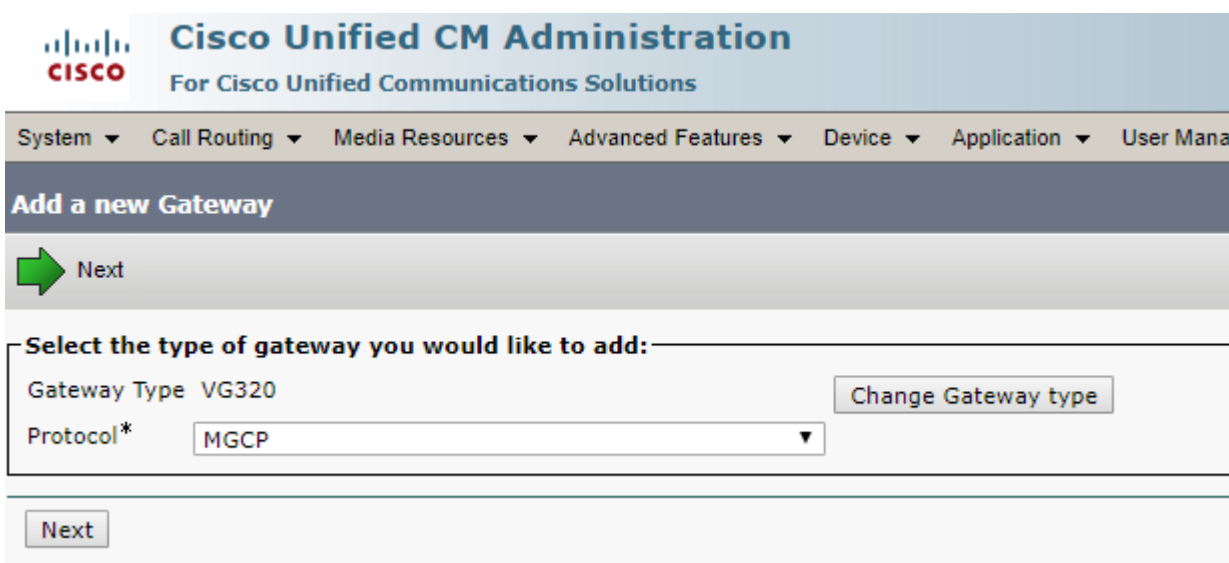 Cisco Unified CM Administration
CISCO
For Cisco Unified Communications Solutions
System Call Routing Media Resources Advanced Features Device Application User Mana
Add a new Gateway
Next
Select the type of gateway you would like to add:
Gateway Type VG320 Change Gateway type
Protocol* MGCP
Next